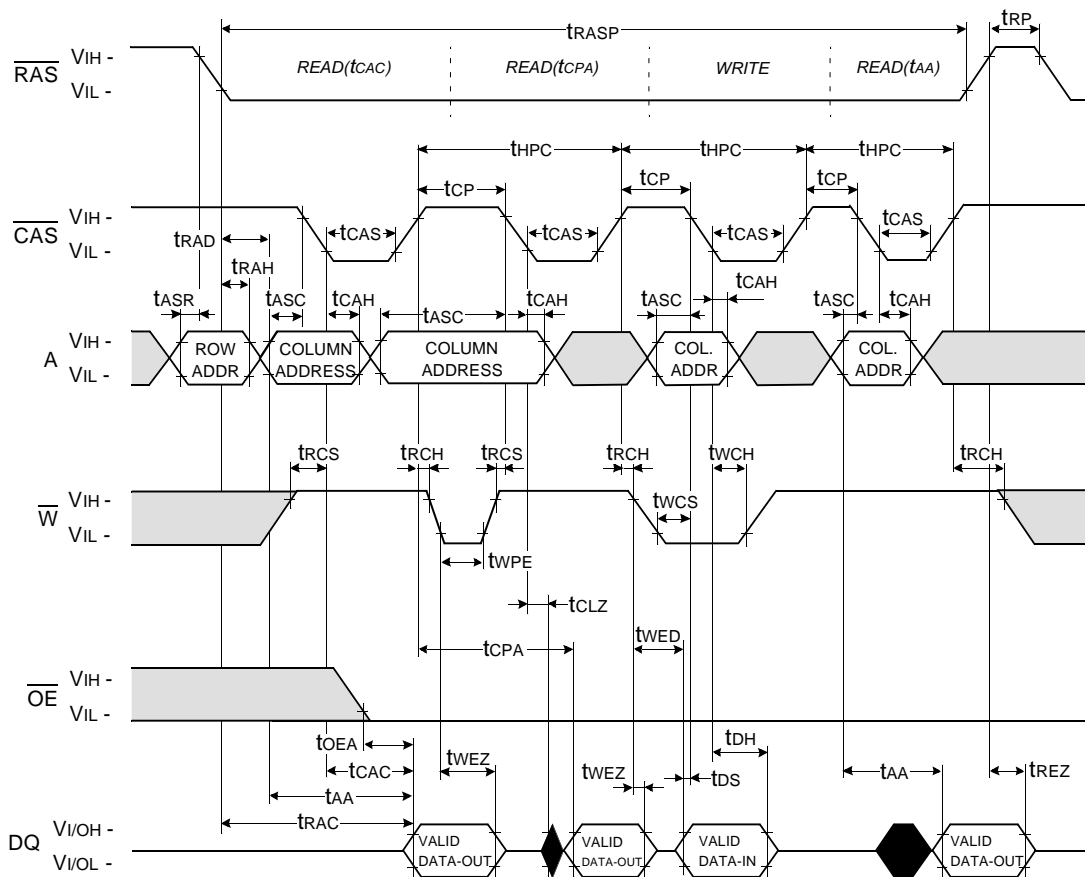 tRASP
tRP
RAS
VIH -
VIL -
READ(tCAC)
READ(tCPA)
WRITE
READ(tAA)
tHPC
tHPC
tHPC
tCP
tCP
tCP
CAS
VIH -
VIL -
tCAS
tCAS
tCAS
tCAS
tRAD
tRAH
tASR
tASC
tCAH
tASC
tCAH
tASC
tCAH
tASC
tCAH
A
VIH -
VIL -
ROW
ADDR
COLUMN
ADDRESS
COLUMN
ADDRESS
COL.
ADDR
COL.
ADDR
tRCS
tRCH
tRCS
tRCH
tWCH
tRCH
W
VIH -
VIL -
tWCS
tWPE
tCLZ
tWED
tCPA
OE
VIH -
VIL -
tOEA
tCAC
tAA
tRAC
tWEZ
tWEZ
tDH
tDS
tAA
tREZ
DQ
VI/OH -
VI/OL -
VALID
DATA-OUT
VALID
DATA-OUT
VALID
DATA-IN
VALID
DATA-OUT